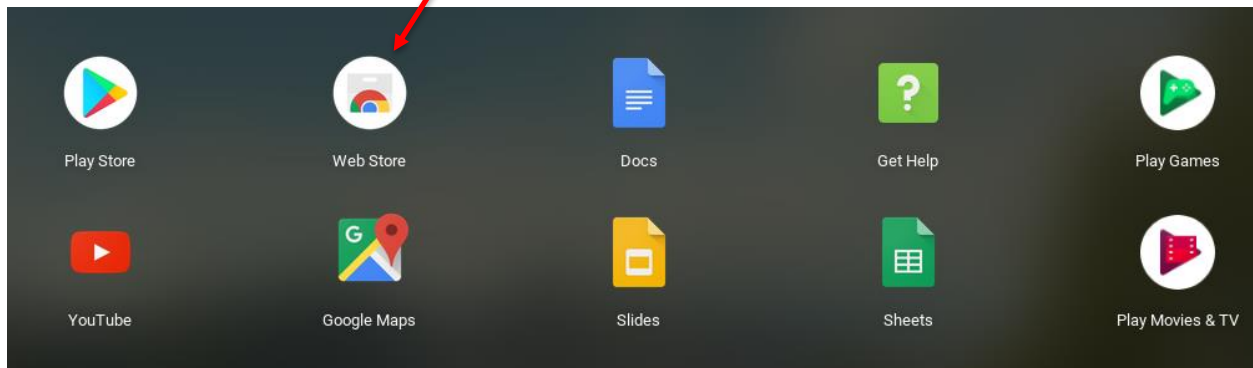 Play Store
Web Store
Docs
?
Get Help
Play Games
YouTube
G
Google Maps
Slides
Sheets
Play Movies & TV